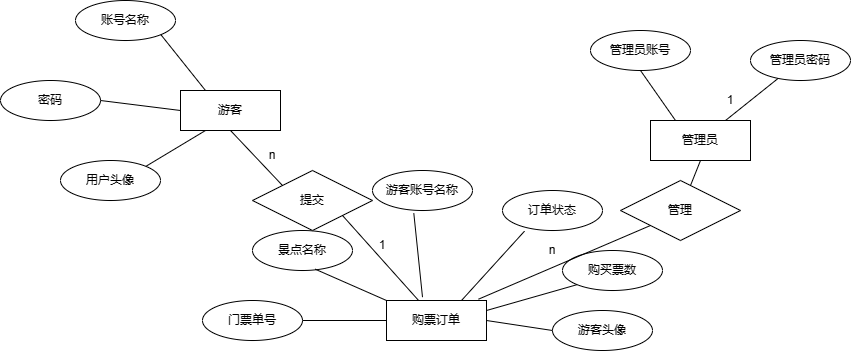 账号名称
管理员账号
管理员密码
密码
游客
1
管理员
n
用户头像
提交
游客账号名称
订单状态
管理
景点名称
1
n
购买票数
门票单号
购票订单
游客头像